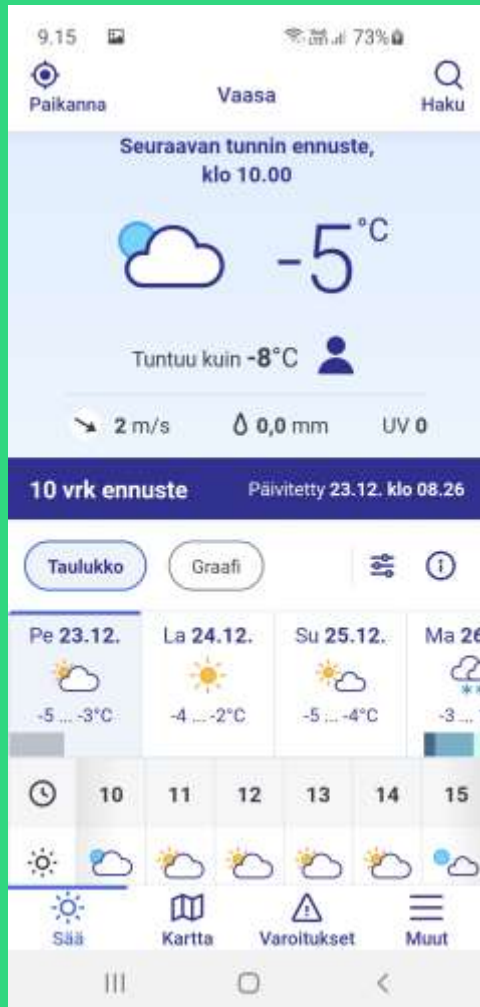 9.15 73%
Paikanna Vaasa Haku
Seuraavan tunnin ennuste,
klo 10.00
-5 °C
Tuntuu kuin -8°C
2 m/s 0,0 mm UV 0
10 vrk ennuste Päivitetty 23.12. klo 08.26
Taulukko Graafi
Pe 23.12. La 24.12. Su 25.12. Ma 26
-5 ... -3°C -4 ... -2°C -5 ... -4°C -3 ...
10 11 12 13 14 15
Sää Kartta Varoitukset Muut